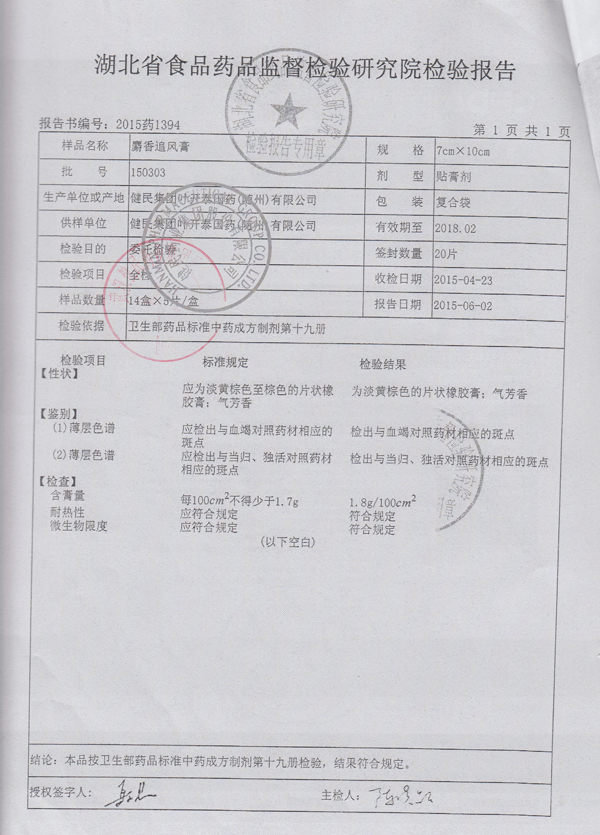 湖北省食品药品监督检验研究院检验报告
报告书编号: 2015药1394
第 1 页 共 1 页
样品名称 麝香追风膏 规 格 7cm×10cm
批 号 150303 剂 型 贴膏剂
生产单位或产地 健民集团叶开泰国药(随州)有限公司 包 装 复合袋
供样单位 健民集团叶开泰国药(随州)有限公司 有效期至 2018.02
检验目的 委托检验 签封数量 20片
检验项目 全检 收检日期 2015-04-23
样品数量 14盒×5片/盒 报告日期 2015-06-02
检验依据 卫生部药品标准中药成方制剂第十九册
检验项目 标准规定 检验结果
【性状】
应为淡黄棕色至棕色的片状橡 为淡黄棕色的片状橡胶膏; 气芳香
胶膏; 气芳香
【鉴别】
(1)薄层色谱 应检出与血竭对照药材相应的 检出与血竭对照药材相应的斑点
斑点
(2)薄层色谱 应检出与当归、独活对照药材 检出与当归、独活对照药材相应的斑点
相应的斑点
【检查】
含膏量 每100cm²不得少于1.7g 1.8g/100cm²
耐热性 应符合规定 符合规定
微生物限度 应符合规定 符合规定
(以下空白)
结论: 本品按卫生部药品标准中药成方制剂第十九册检验, 结果符合规定。
授权签字人: 主检人:
检验报告专用章